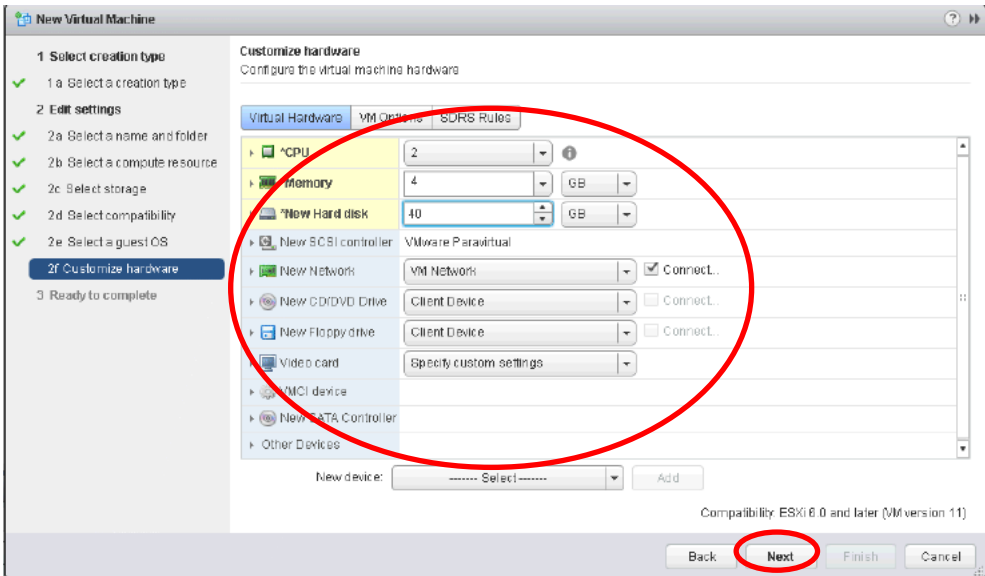 New Virtual Machine
1 Select creation type
1a Select a creation type
2 Edit settings
2a Select a name and folder
2b Select a compute resource
2c Select storage
2d Select compatibility
2e Select a guest OS
2f Customize hardware
3 Ready to complete
Customize hardware
Configure the virtual machine hardware
Virtual Hardware VM Options SDRS Rules
*CPU 2
*Memory 4 GB
*New Hard disk 40 GB
New SCSI controller VMware Paravirtual
New Network VM Network Connect...
New CD/DVD Drive Client Device Connect...
New Floppy drive Client Device Connect...
Video card Specify custom settings
VMCI device
New SATA Controller
Other Devices
New device: ------- Select ------- Add
Compatibility: ESXi 6.0 and later (VM version 11)
Back Next Finish Cancel